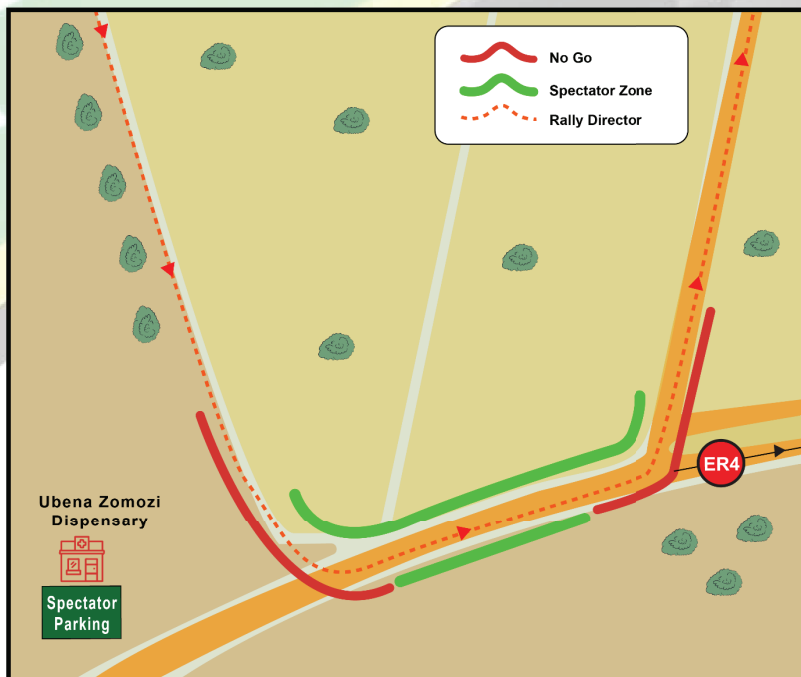 No Go
Spectator Zone
Rally Director
ER4
Ubena Zomozi
Dispensary
Spectator
Parking